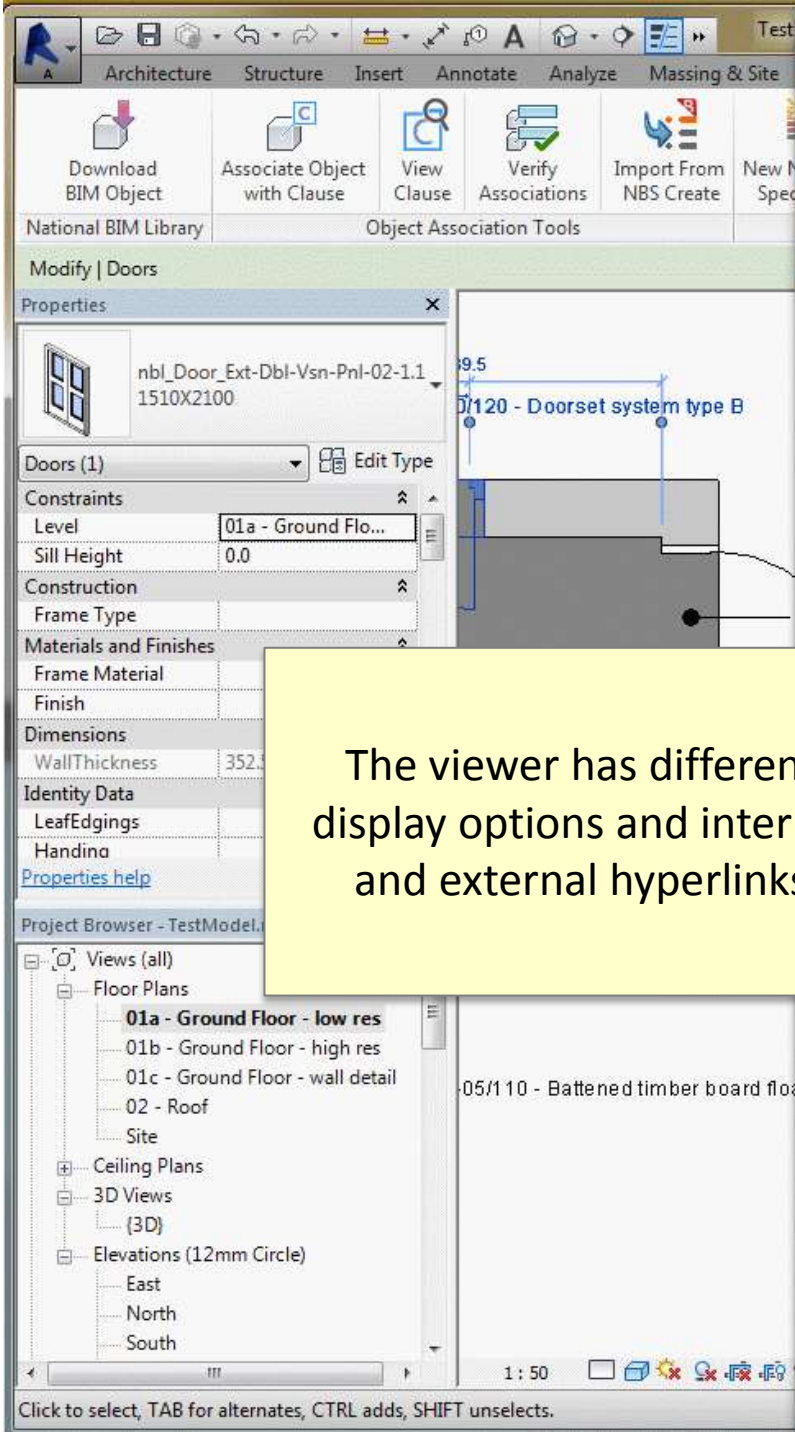 Test
Architecture Structure Insert Annotate Analyze Massing & Site
Download BIM Object
Associate Object with Clause
View Clause
Verify Associations
Import From NBS Create
New
National BIM Library
Object Association Tools
Modify | Doors
Properties
nbl_Door_Ext-Dbl-Vsn-Pnl-02-1.1
1510X2100
Doors (1)
Edit Type
Constraints
Level 01a - Ground Flo...
Sill Height 0.0
Construction
Frame Type
Materials and Finishes
Frame Material
Finish
Dimensions
WallThickness 352.
Identity Data
LeafEdgings
Handing
Properties help
9.5
0/120 - Doorset system type B
The viewer has differen
display options and inter
and external hyperlinks
Project Browser - TestModel.
Views (all)
Floor Plans
01a - Ground Floor - low res
01b - Ground Floor - high res
01c - Ground Floor - wall detail
02 - Roof
Site
Ceiling Plans
3D Views
{3D}
Elevations (12mm Circle)
East
North
South
-05/110 - Battened timber board floa
1 : 50
Click to select, TAB for alternates, CTRL adds, SHIFT unselects.